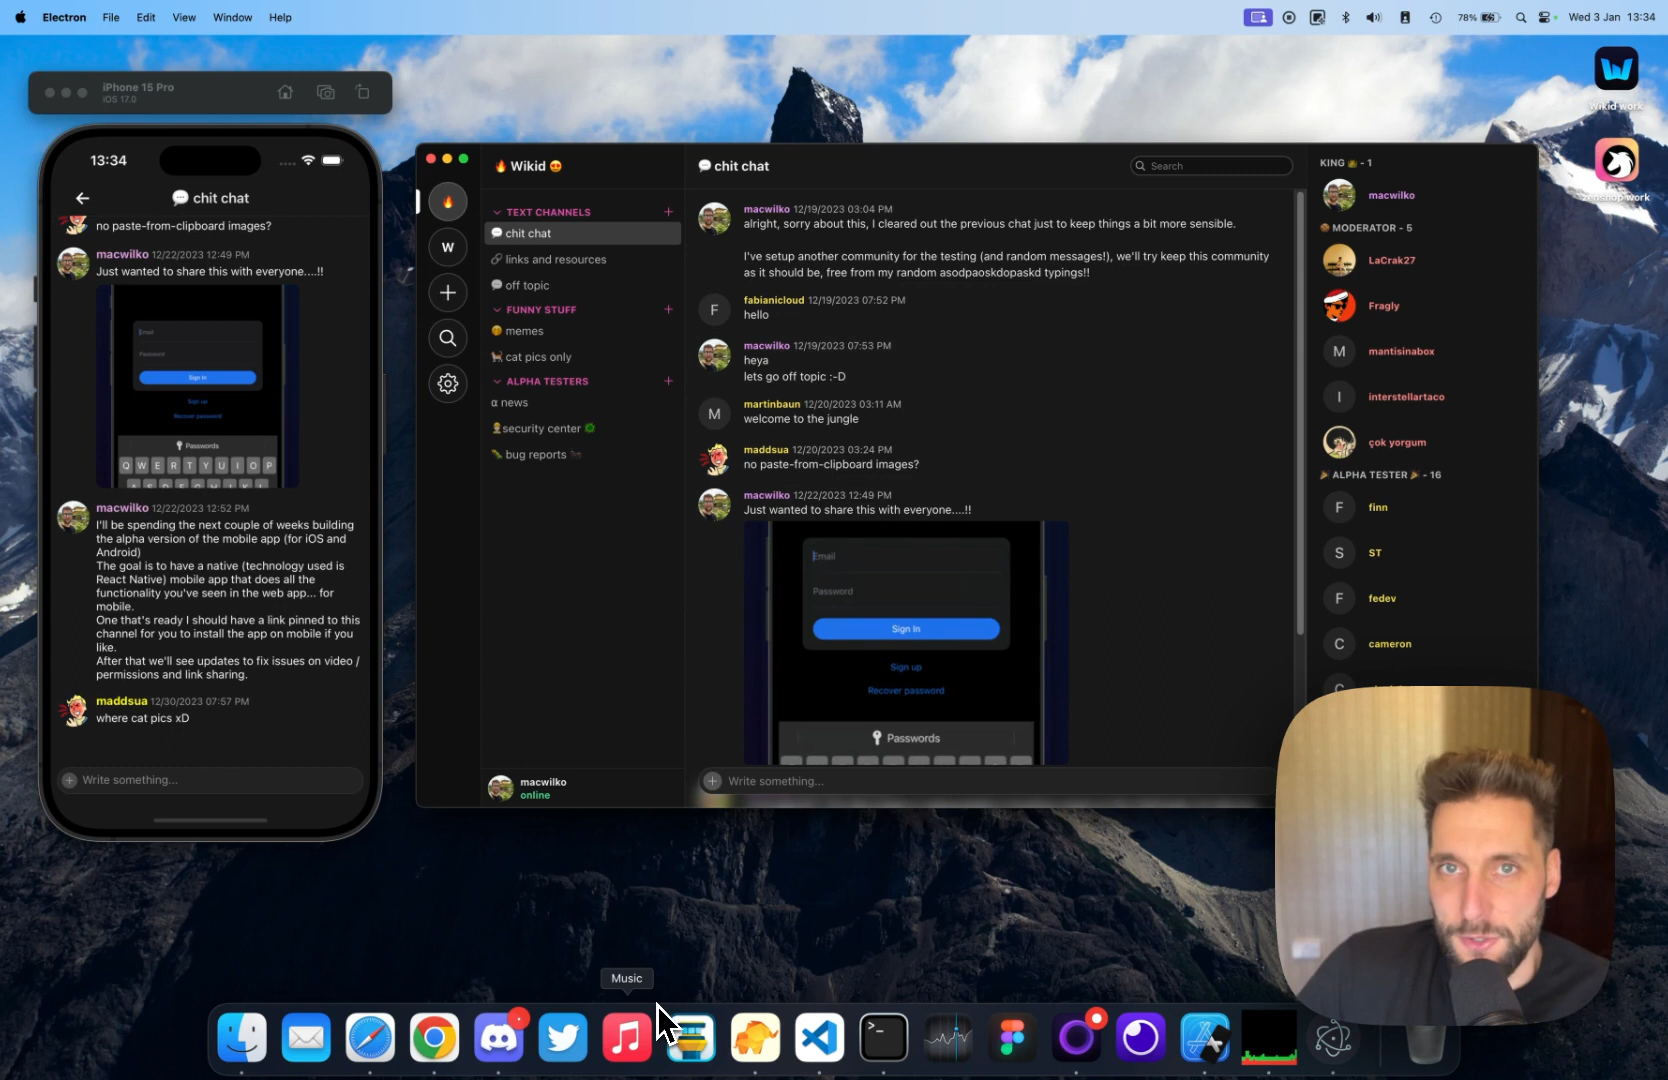 Electron File Edit View Window Help
78% Wed 3 Jan 13:34
iPhone 15 Pro
iOS 17.0
13:34
chit chat
no paste-from-clipboard images?
macwilko 12/22/2023 12:49 PM
Just wanted to share this with everyone....!!
Email
Password
Sign In
Sign up
Recover password
Passwords
Q W E R T Y U I O P
macwilko 12/22/2023 12:52 PM
I'll be spending the next couple of weeks building
the alpha version of the mobile app (for iOS and
Android)
The goal is to have a native (technology used is
React Native) mobile app that does all the
functionality you've seen in the web app... for
mobile.
One that's ready I should have a link pinned to this
channel for you to install the app on mobile if you
like.
After that we'll see updates to fix issues on video /
permissions and link sharing.
maddsua 12/30/2023 07:57 PM
where cat pics xD
Write something...
W
Wikid
TEXT CHANNELS
chit chat
links and resources
off topic
FUNNY STUFF
memes
cat pics only
ALPHA TESTERS
α news
security center
bug reports
macwilko
online
chit chat
Search
macwilko 12/19/2023 03:04 PM
alright, sorry about this, I cleared out the previous chat just to keep things a bit more sensible.
I've setup another community for the testing (and random messages!), we'll try keep this community
as it should be, free from my random asodpaoskdopaskd typings!!
F
fabianicloud 12/19/2023 07:52 PM
hello
macwilko 12/19/2023 07:53 PM
heya
lets go off topic :-D
M
martinbaun 12/20/2023 03:11 AM
welcome to the jungle
maddsua 12/20/2023 03:24 PM
no paste-from-clipboard images?
macwilko 12/22/2023 12:49 PM
Just wanted to share this with everyone....!!
Email
Password
Sign In
Sign up
Recover password
Passwords
Write something...
KING - 1
macwilko
MODERATOR - 5
LaCrak27
Fragly
M mantisinabox
I interstellartaco
çok yorgum
ALPHA TESTER - 16
F finn
S ST
F fedev
C cameron
Wikid work
zenshop work
Music